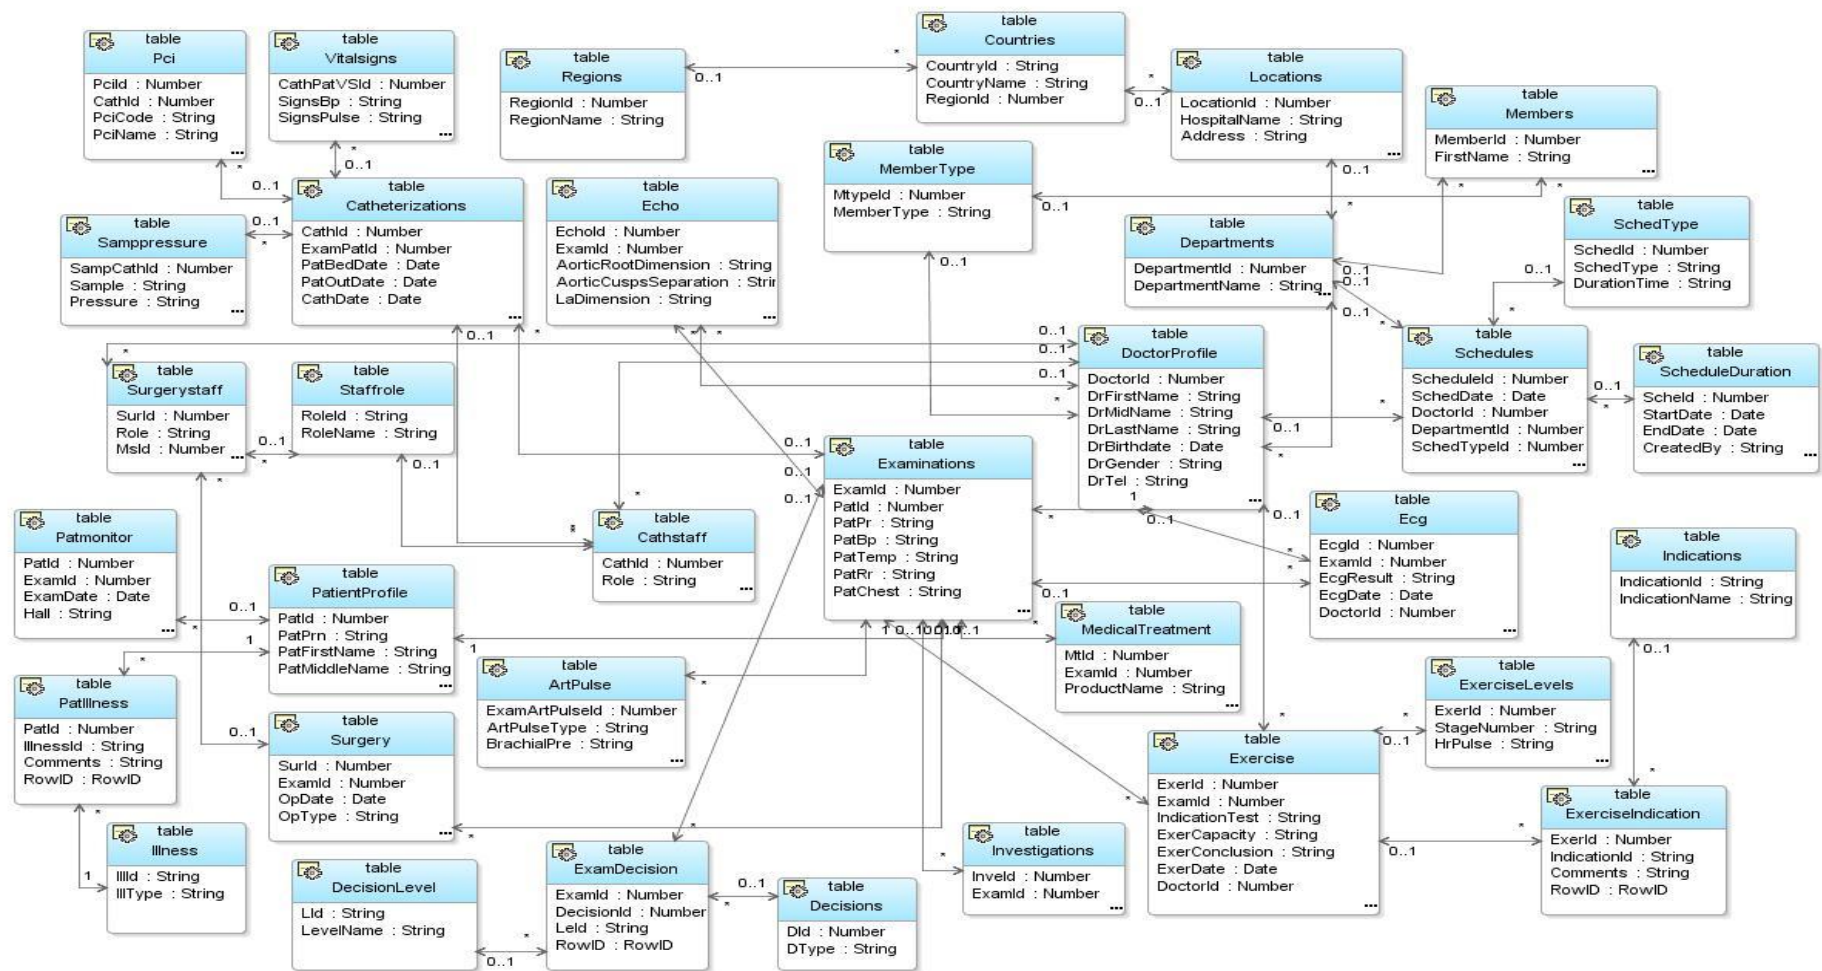 table
Pci
PciId : Number
CathId : Number
PciCode : String
PciName : String
...
table
Vitalsigns
CathPatVSId : Number
SignsBp : String
SignsPulse : String
...
table
Regions
RegionId : Number
RegionName : String
table
Countries
CountryId : String
CountryName : String
RegionId : Number
table
Locations
LocationId : Number
HospitalName : String
Address : String
...
table
Members
MemberId : Number
FirstName : String
...
table
MemberType
MtypeId : Number
MemberType : String
table
Catheterizations
CathId : Number
ExamPatId : Number
PatBedDate : Date
PatOutDate : Date
CathDate : Date
...
table
Echo
EchoId : Number
ExamId : Number
AorticRootDimension : String
AorticCuspsSeparation : Strir
LaDimension : String
...
table
Samppressure
SampCathId : Number
Sample : String
Pressure : String
...
table
Departments
DepartmentId : Number
DepartmentName : String
...
table
SchedType
SchedId : Number
SchedType : String
DurationTime : String
table
DoctorProfile
DoctorId : Number
DrFirstName : String
DrMidName : String
DrLastName : String
DrBirthdate : Date
DrGender : String
DrTel : String
...
table
Schedules
ScheduleId : Number
SchedDate : Date
DoctorId : Number
DepartmentId : Number
SchedTypeId : Number
...
table
ScheduleDuration
ScheId : Number
StartDate : Date
EndDate : Date
CreatedBy : String
...
table
Surgerystaff
SurId : Number
Role : String
MsId : Number
...
table
Staffrole
RoleId : String
RoleName : String
table
Examinations
ExamId : Number
PatId : Number
PatPr : String
PatBp : String
PatTemp : String
PatRr : String
PatChest : String
...
table
Ecg
EcgId : Number
ExamId : Number
EcgResult : String
EcgDate : Date
DoctorId : Number
...
table
Indications
IndicationId : String
IndicationName : String
table
Patmonitor
PatId : Number
ExamId : Number
ExamDate : Date
Hall : String
...
table
PatientProfile
PatId : Number
PatPrn : String
PatFirstName : String
PatMiddleName : String
...
table
Cathstaff
CathId : Number
Role : String
...
table
MedicalTreatment
MtId : Number
ExamId : Number
ProductName : String
...
table
PatIllness
PatId : Number
IllnessId : String
Comments : String
RowID : RowID
table
Surgery
SurId : Number
ExamId : Number
OpDate : Date
OpType : String
...
table
ArtPulse
ExamArtPulseId : Number
ArtPulseType : String
BrachialPre : String
...
table
ExerciseLevels
ExerId : Number
StageNumber : String
HrPulse : String
...
table
Exercise
ExerId : Number
ExamId : Number
IndicationTest : String
ExerCapacity : String
ExerConclusion : String
ExerDate : Date
DoctorId : Number
...
table
ExerciseIndication
ExerId : Number
IndicationId : String
Comments : String
RowID : RowID
table
Illness
IllId : String
IllType : String
table
DecisionLevel
LId : String
LevelName : String
table
ExamDecision
ExamId : Number
DecisionId : Number
LeId : String
RowID : RowID
table
Decisions
DId : Number
DType : String
table
Investigations
InveId : Number
ExamId : Number
...